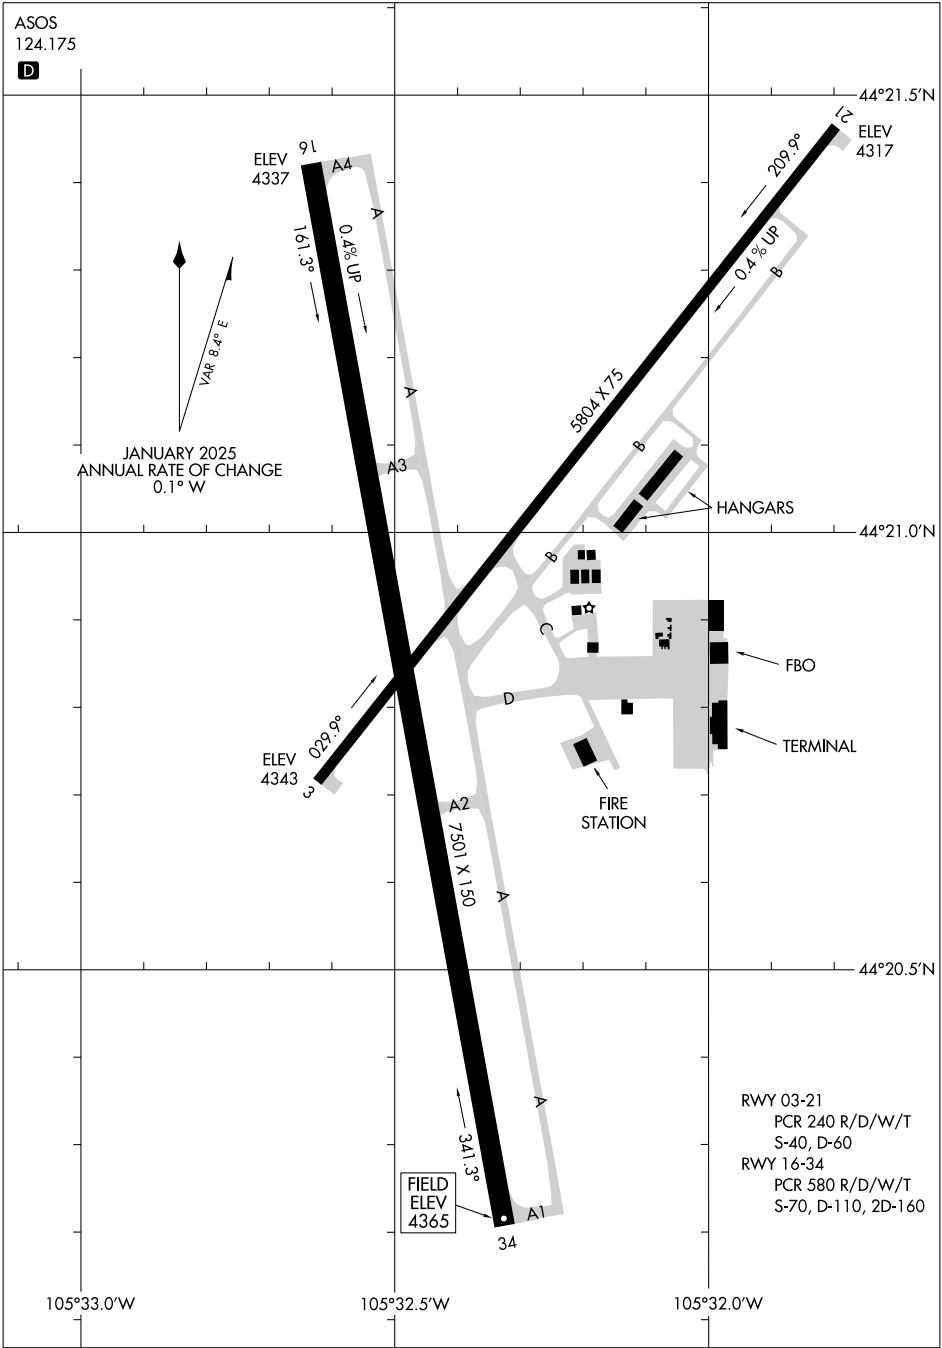 ASOS
124.175
D
44°21.5'N
21
ELEV
4317
209.9°
16
ELEV
4337
A4
A
161.3°
0.4% UP
0.4% UP
B
VAR 8.4° E
5804 X 75
A
JANUARY 2025
ANNUAL RATE OF CHANGE
0.1° W
B
A3
HANGARS
44°21.0'N
B
C
FBO
D
029.9°
TERMINAL
ELEV
4343
3
A2
FIRE
STATION
7501 X 150
A
44°20.5'N
A
341.3°
RWY 03-21
PCR 240 R/D/W/T
S-40, D-60
RWY 16-34
PCR 580 R/D/W/T
S-70, D-110, 2D-160
FIELD
ELEV
4365
A1
34
105°33.0'W
105°32.5'W
105°32.0'W